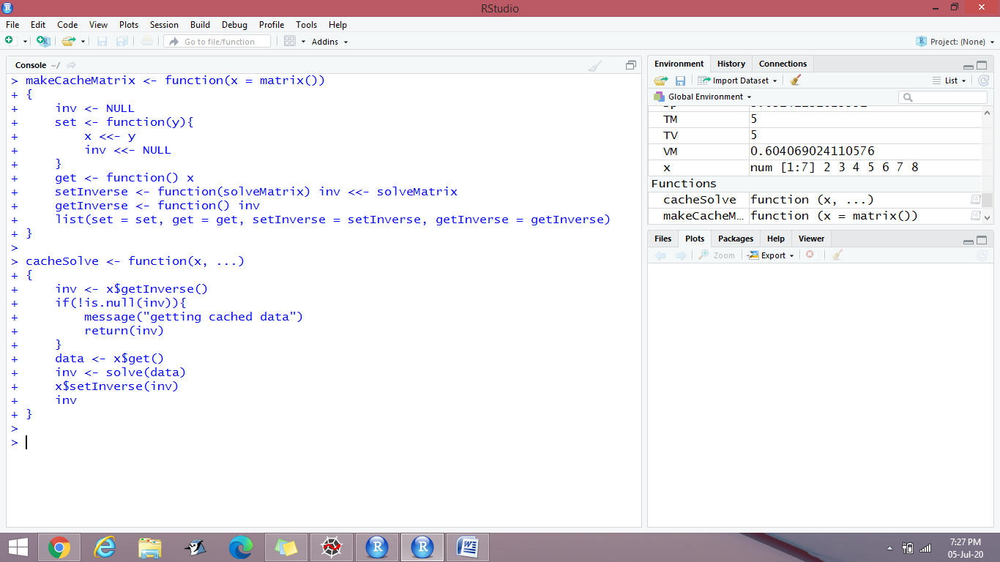 RStudio
File Edit Code View Plots Session Build Debug Profile Tools Help
Go to file/function Addins Project: (None)
Console ~/
> makeCacheMatrix <- function(x = matrix())
+ {
+     inv <- NULL
+     set <- function(y){
+         x <<- y
+         inv <<- NULL
+     }
+     get <- function() x
+     setInverse <- function(solveMatrix) inv <<- solveMatrix
+     getInverse <- function() inv
+     list(set = set, get = get, setInverse = setInverse, getInverse = getInverse)
+ }
>
> cacheSolve <- function(x, ...)
+ {
+     inv <- x$getInverse()
+     if(!is.null(inv)){
+         message("getting cached data")
+         return(inv)
+     }
+     data <- x$get()
+     inv <- solve(data)
+     x$setInverse(inv)
+     inv
+ }
>
>
Environment History Connections
Import Dataset List
Global Environment
TM 5
TV 5
VM 0.604069024110576
x num [1:7] 2 3 4 5 6 7 8
Functions
cacheSolve function (x, ...)
makeCacheM... function (x = matrix())
Files Plots Packages Help Viewer
Zoom Export
7:27 PM
05-Jul-20